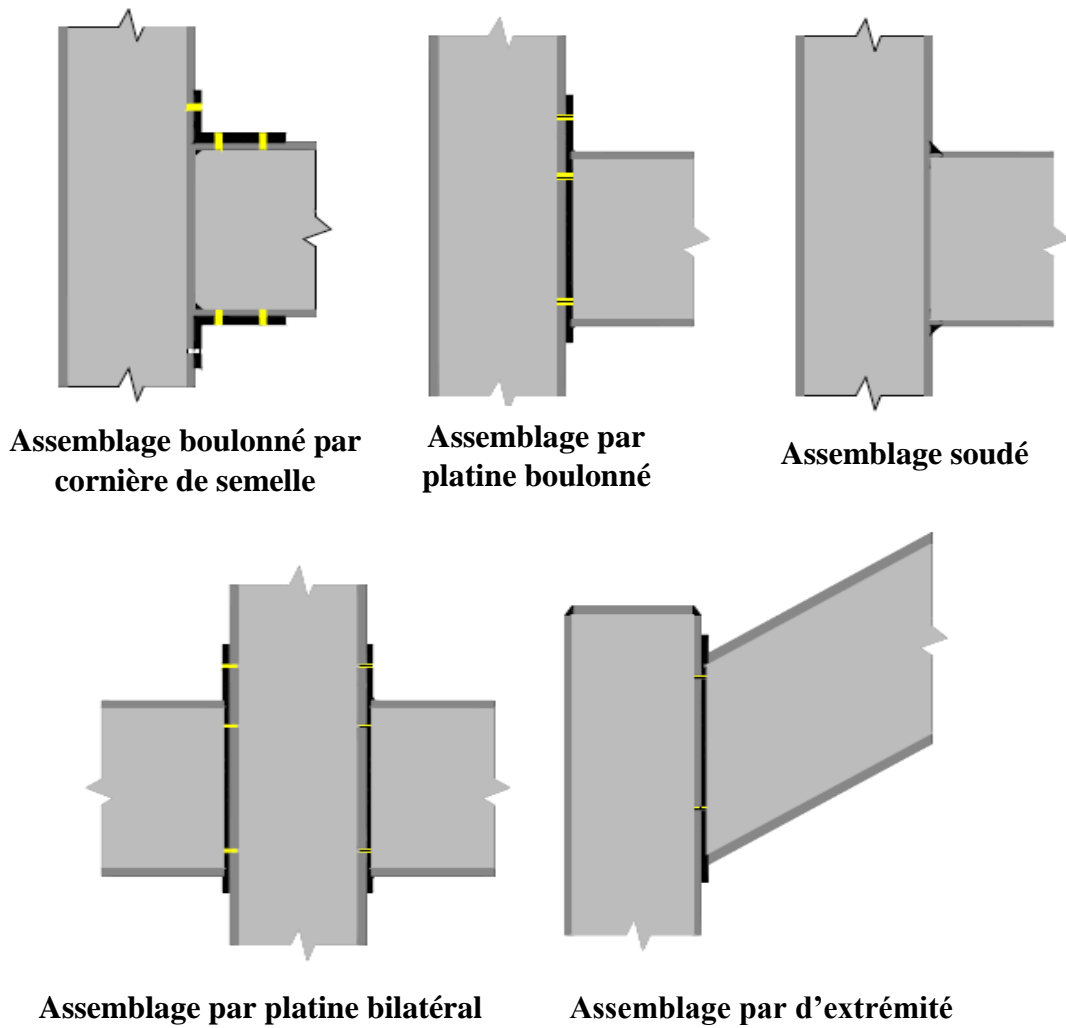 Assemblage boulonné par
cornière de semelle
Assemblage par
platine boulonné
Assemblage soudé
Assemblage par platine bilatéral
Assemblage par d'extrémité